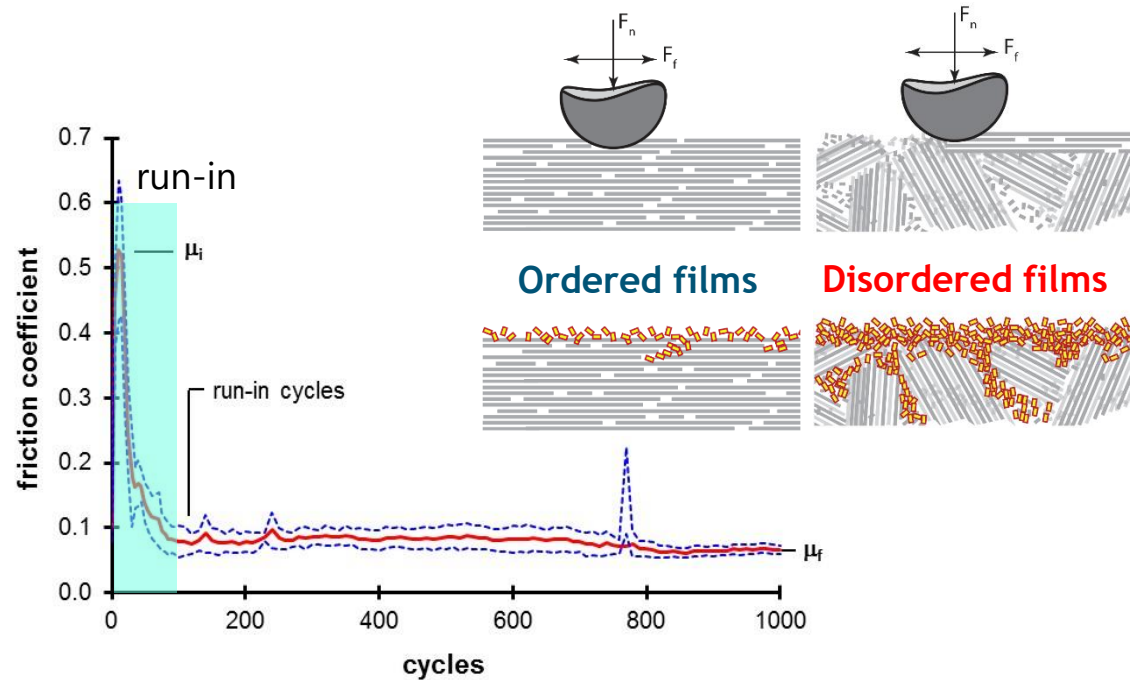 Fn
Ff
Fn
Ff
0.7
run-in
0.6
μi
0.5
Ordered films
Disordered films
0.4
friction coefficient
run-in cycles
0.3
0.2
0.1
μf
0.0
0
200
400
600
800
1000
cycles